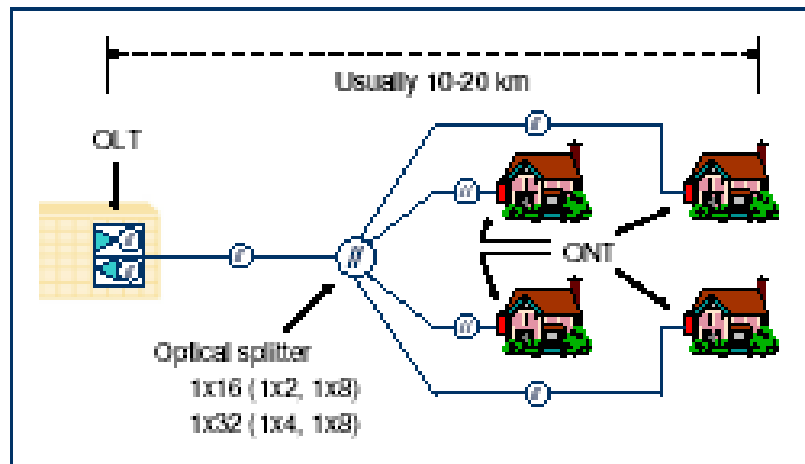 Usually 10-20 km
OLT
ONT
Optical splitter
1x16 (1x2, 1x8)
1x32 (1x4, 1x8)